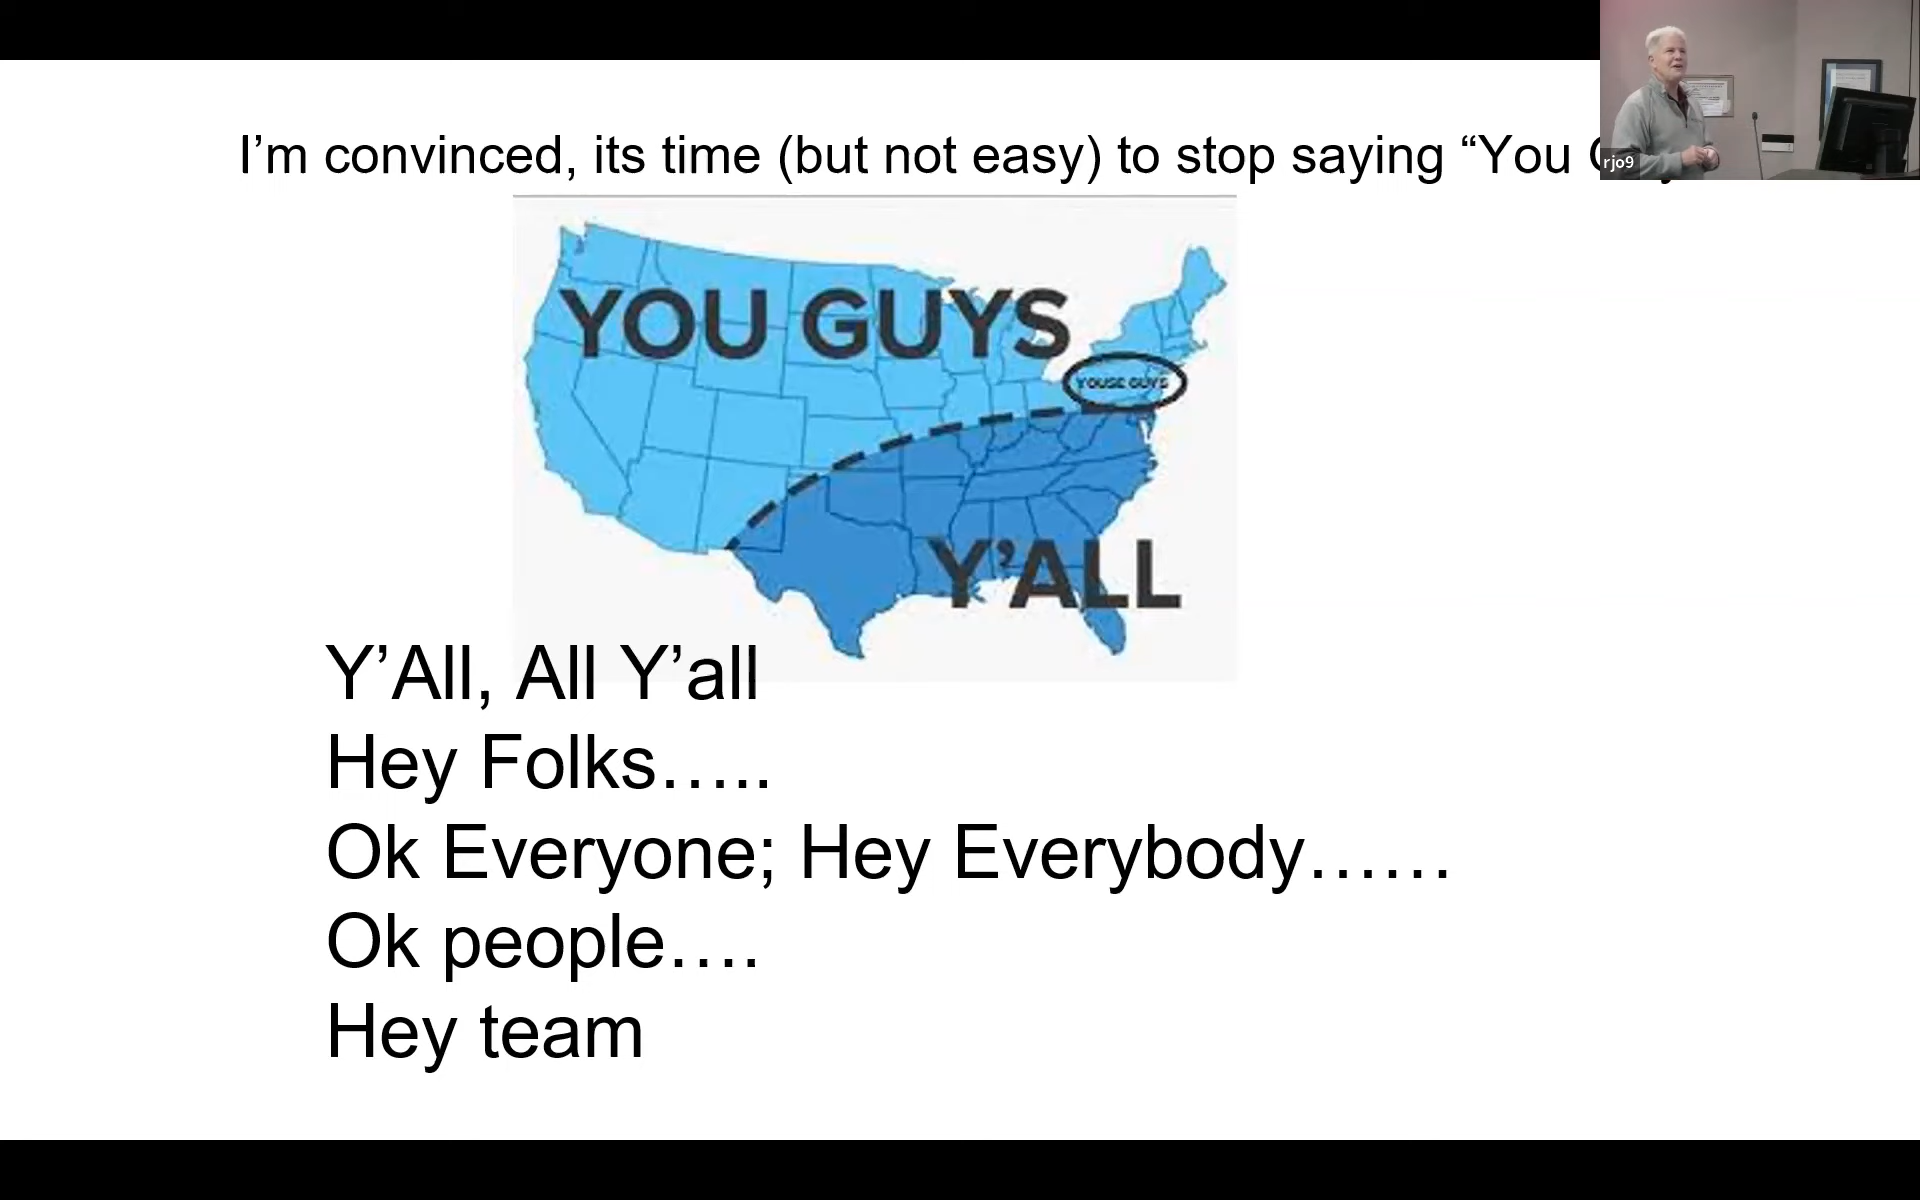 I’m convinced, its time (but not easy) to stop saying “You
YOU GUYS
YOUSE GUYS
Y’ALL
Y’All, All Y’all
Hey Folks…..
Ok Everyone; Hey Everybody……
Ok people….
Hey team
rjo9